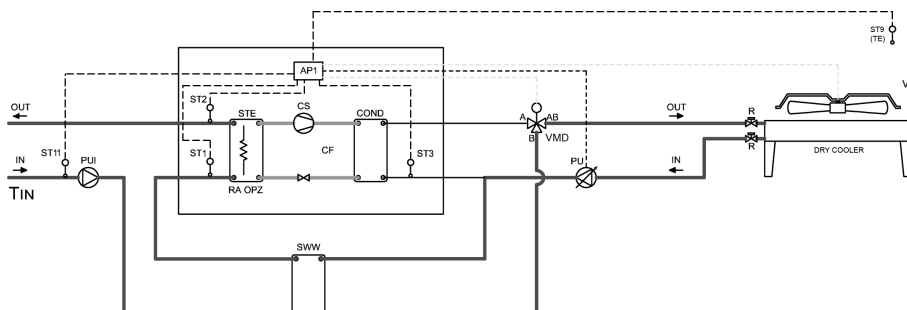 ST9
(TE)
AP1
V
OUT
ST2
STE
CS
COND
A
AB
OUT
R
B
VMD
CF
IN
ST11
PUI
ST1
ST3
PU
IN
R
DRY COOLER
TIN
RA OPZ
SWW